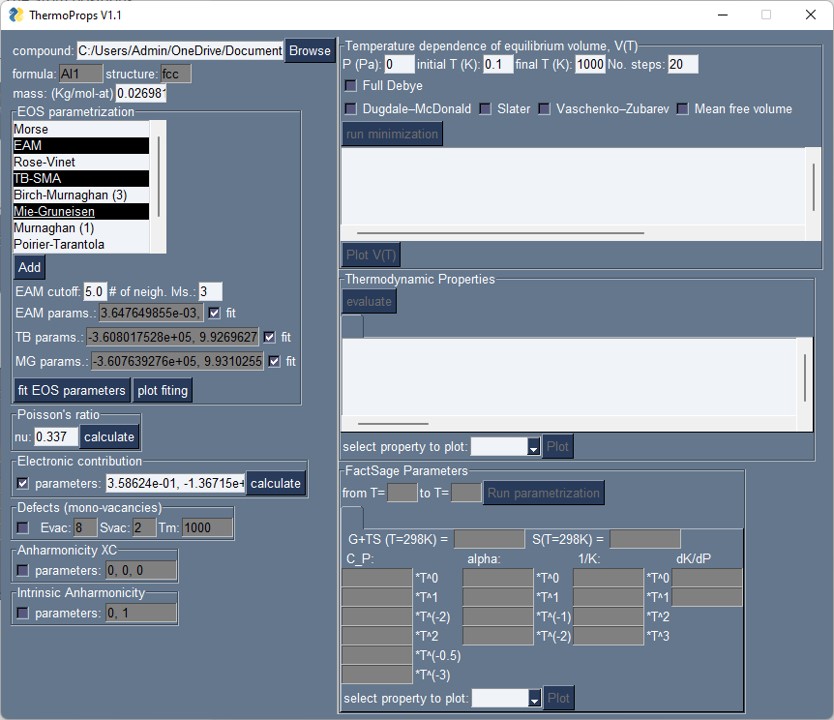 ThermoProps V1.1
compound: C:/Users/Admin/OneDrive/Document Browse
formula: Al1 structure: fcc
mass: (Kg/mol-at) 0.026981
EOS parametrization
Morse
EAM
Rose-Vinet
TB-SMA
Birch-Murnaghan (3)
Mie-Gruneisen
Murnaghan (1)
Poirier-Tarantola
Add
EAM cutoff: 5.0 # of neigh. lvls.: 3
EAM params.: 3.647649855e-03, fit
TB params.: -3.608017528e+05, 9.9269627 fit
MG params.: -3.607639276e+05, 9.9310255 fit
fit EOS parameters plot fiting
Poisson's ratio
nu: 0.337 calculate
Electronic contribution
parameters: 3.58624e-01, -1.36715e+ calculate
Defects (mono-vacancies)
Evac: 8 Svac: 2 Tm: 1000
Anharmonicity XC
parameters: 0, 0, 0
Intrinsic Anharmonicity
parameters: 0, 1
Temperature dependence of equilibrium volume, V(T)
P (Pa): 0 initial T (K): 0.1 final T (K): 1000 No. steps: 20
Full Debye
Dugdale–McDonald Slater Vaschenko–Zubarev Mean free volume
run minimization
Plot V(T)
Thermodynamic Properties
evaluate
select property to plot: Plot
FactSage Parameters
from T= to T= Run parametrization
G+TS (T=298K) = S(T=298K) =
C_P: alpha: 1/K: dK/dP
*T^0 *T^0 *T^0
*T^1 *T^1 *T^1
*T^(-2) *T^(-1) *T^2
*T^2 *T^(-2) *T^3
*T^(-0.5)
*T^(-3)
select property to plot: Plot